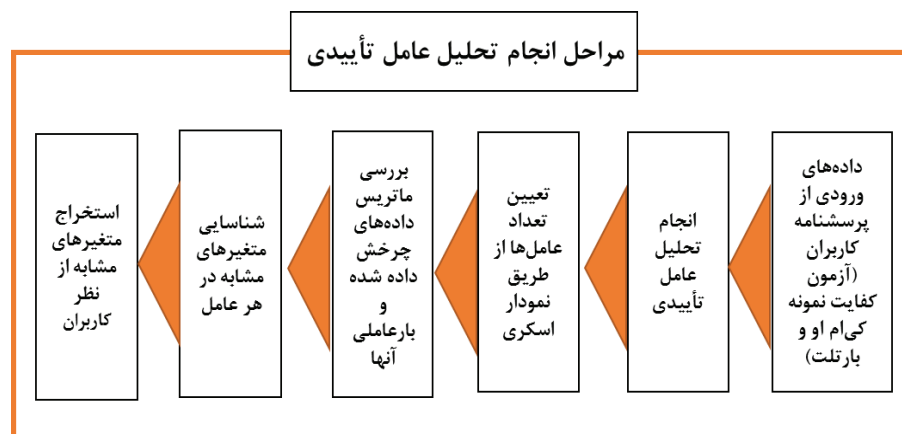 مراحل انجام تحلیل عامل تأییدی
داده‌های
ورودی از
پرسشنامه
کاربران
(آزمون
کفایت نمونه
کی‌ام او و
بارتلت)
انجام
تحلیل
عامل
تأییدی
تعیین
تعداد
عامل‌ها از
طریق
نمودار
اسکری
بررسی
ماتریس
داده‌های
چرخش
داده شده
و
بارعاملی
آنها
شناسایی
متغیرهای
مشابه در
هر عامل
استخراج
متغیرهای
مشابه از
نظر
کاربران